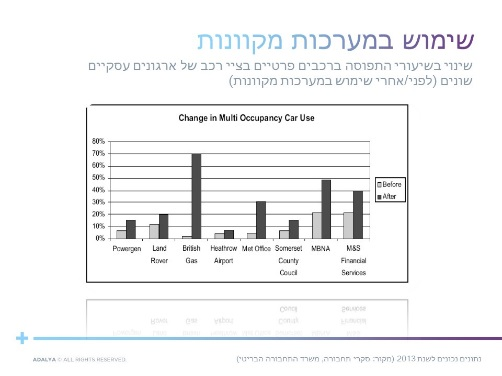 שימוש במערכות מקוונות
שינוי בשיעורי התפוסה ברכבים פרטיים בציי רכב של ארגונים עסקיים
שונים (לפני/אחרי שימוש במערכות מקוונות)
Change in Multi Occupancy Car Use
80%
70%
60%
50%
40%
30%
20%
10%
0%
Before
After
Powergen Land British Heathrow Met Office Somerset MBNA M&S
Rover Gas Airport County Financial
Coucil Services
נתונים נכונים לשנת 2013 (מקור: סקרי תחבורה, משרד התחבורה הבריטי)
ADALYA © ALL RIGHTS RESERVED